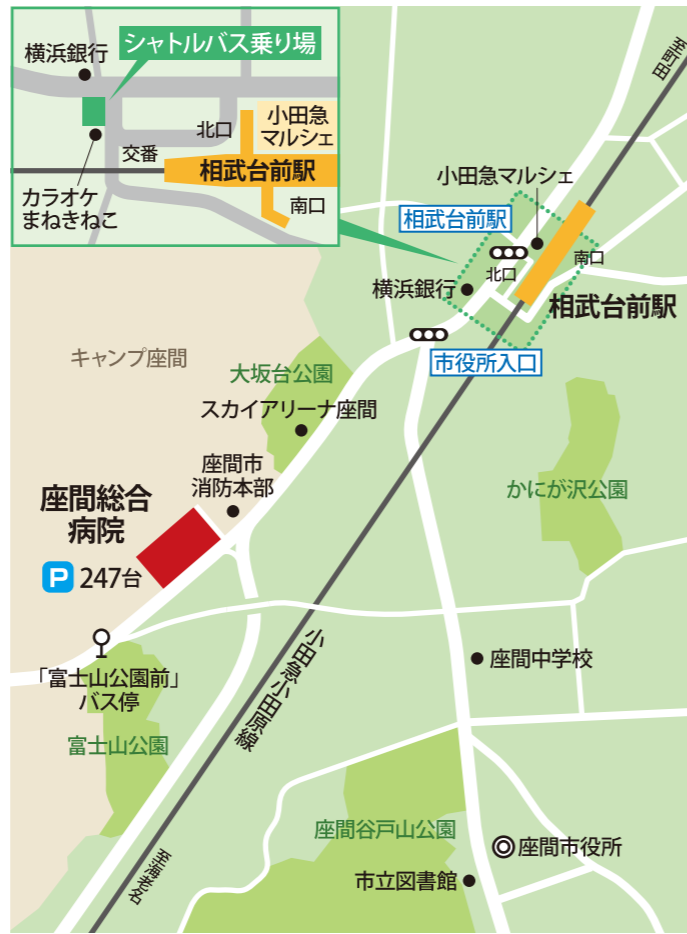 シャトルバス乗り場
横浜銀行
北口
小田急
マルシェ
交番
相武台前駅
カラオケ
まねきねこ
南口
至町田
小田急マルシェ
相武台前駅
北口
南口
横浜銀行
相武台前駅
市役所入口
キャンプ座間
大坂台公園
スカイアリーナ座間
座間市
消防本部
かにが沢公園
座間総合
病院
P 247台
「富士山公園前」
バス停
小田急小田原線
座間中学校
富士山公園
座間谷戸山公園
座間市役所
市立図書館
至海老名